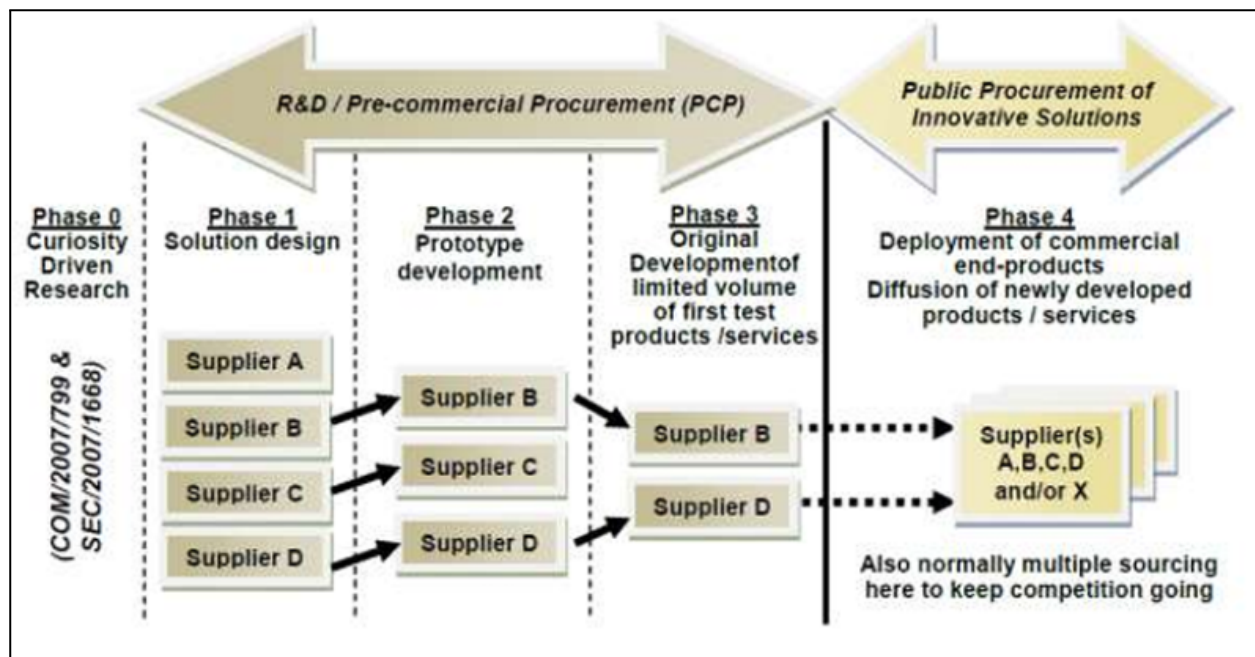 R&D / Pre-commercial Procurement (PCP)
Public Procurement of
Innovative Solutions
Phase 0
Curiosity
Driven
Research
(COM/2007/799 &
SEC/2007/1668)
Phase 1
Solution design
Supplier A
Supplier B
Supplier C
Supplier D
Phase 2
Prototype
development
Supplier B
Supplier C
Supplier D
Phase 3
Original
Developmentof
limited volume
of first test
products /services
Supplier B
Supplier D
Phase 4
Deployment of commercial
end-products
Diffusion of newly developed
products / services
Supplier(s)
A,B,C,D
and/or X
Also normally multiple sourcing
here to keep competition going